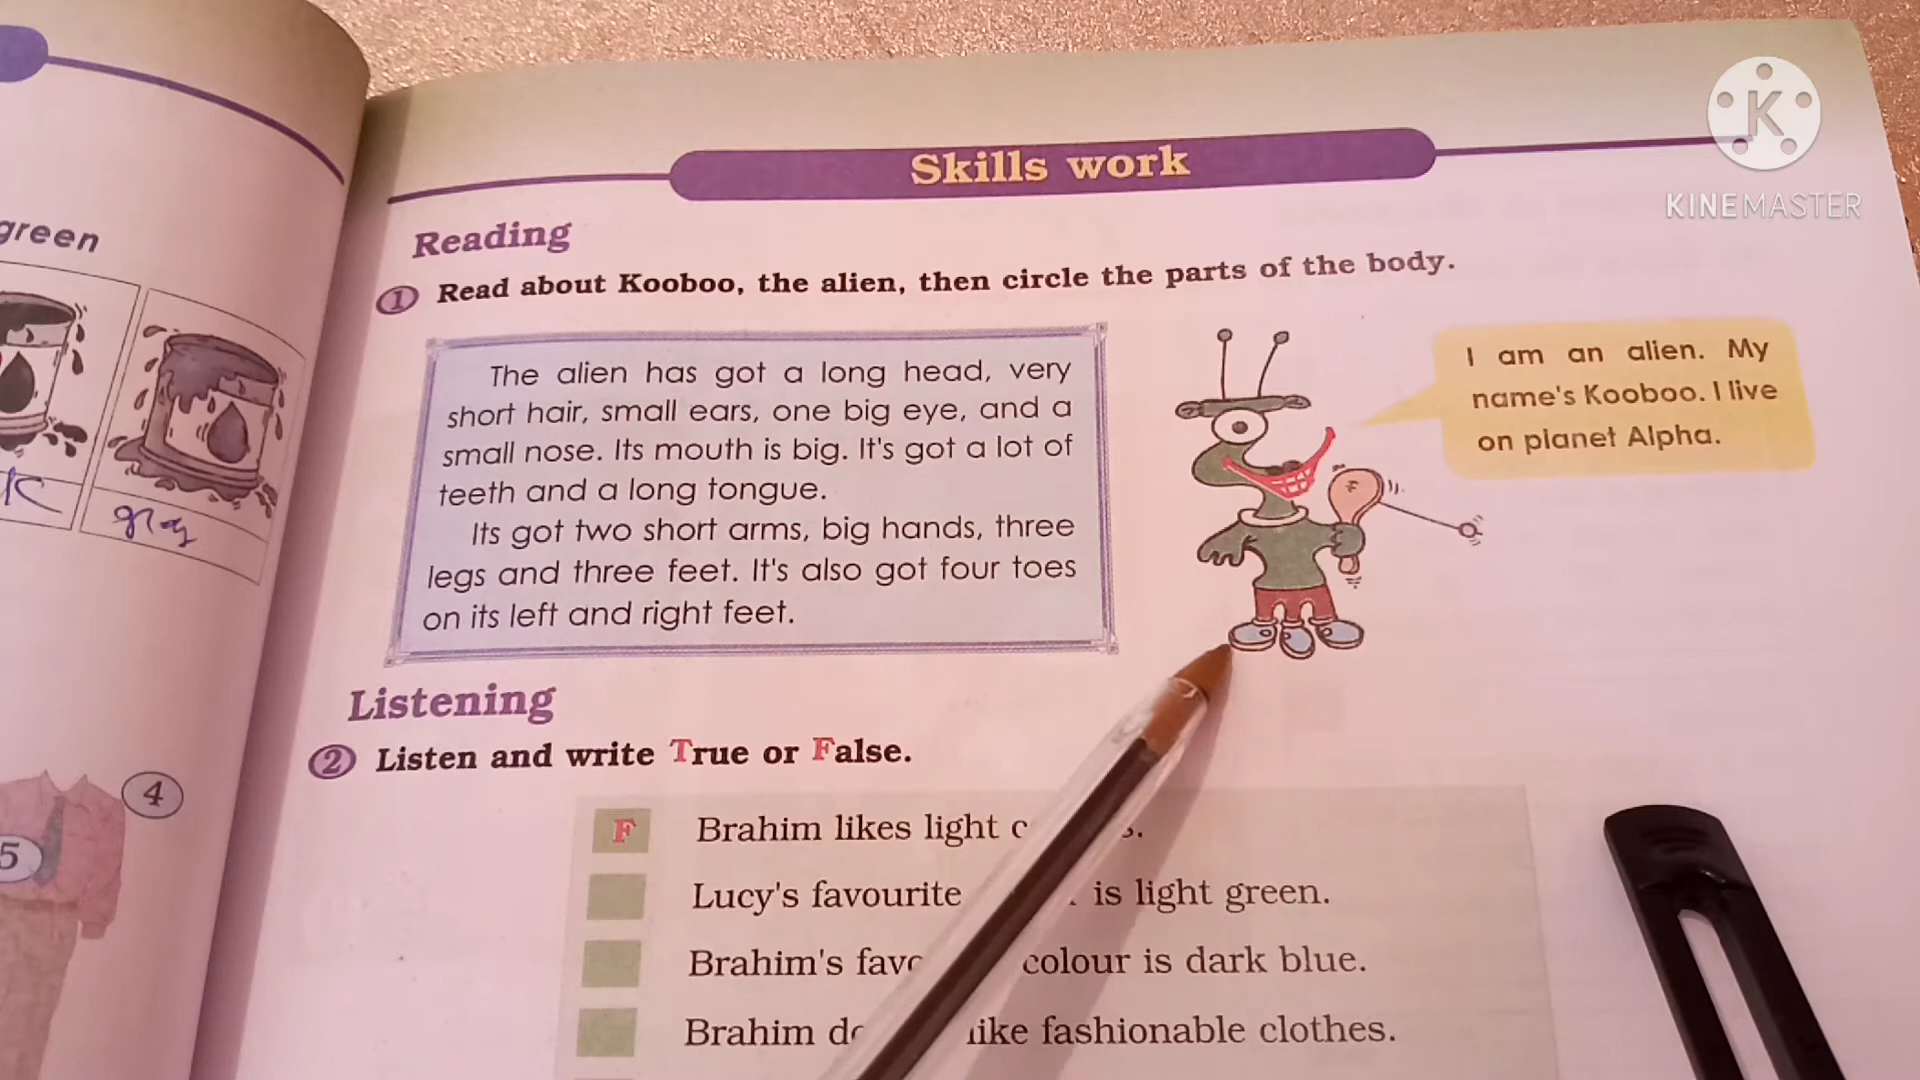 green
gray
4
5
Skills work
Reading
1 Read about Kooboo, the alien, then circle the parts of the body.
The alien has got a long head, very
short hair, small ears, one big eye, and a
small nose. Its mouth is big. It's got a lot of
teeth and a long tongue.
Its got two short arms, big hands, three
legs and three feet. It's also got four toes
on its left and right feet.
I am an alien. My
name's Kooboo. I live
on planet Alpha.
Listening
2 Listen and write True or False.
F Brahim likes light
Lucy's favourite is light green.
Brahim's colour is dark blue.
Brahim like fashionable clothes.
K
KINEMASTER